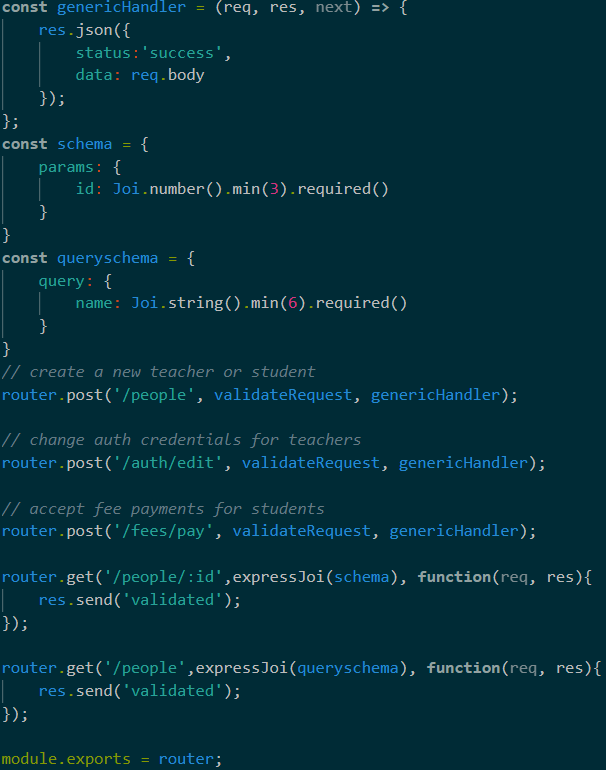 const genericHandler = (req, res, next) => {
    res.json({
        status:'success',
        data: req.body
    });
};
const schema = {
    params: {
        id: Joi.number().min(3).required()
    }
}
const queryschema = {
    query: {
        name: Joi.string().min(6).required()
    }
}
// create a new teacher or student
router.post('/people', validateRequest, genericHandler);

// change auth credentials for teachers
router.post('/auth/edit', validateRequest, genericHandler);

// accept fee payments for students
router.post('/fees/pay', validateRequest, genericHandler);

router.get('/people/:id',expressJoi(schema), function(req, res){
    res.send('validated');
});

router.get('/people',expressJoi(queryschema), function(req, res){
    res.send('validated');
});

module.exports = router;